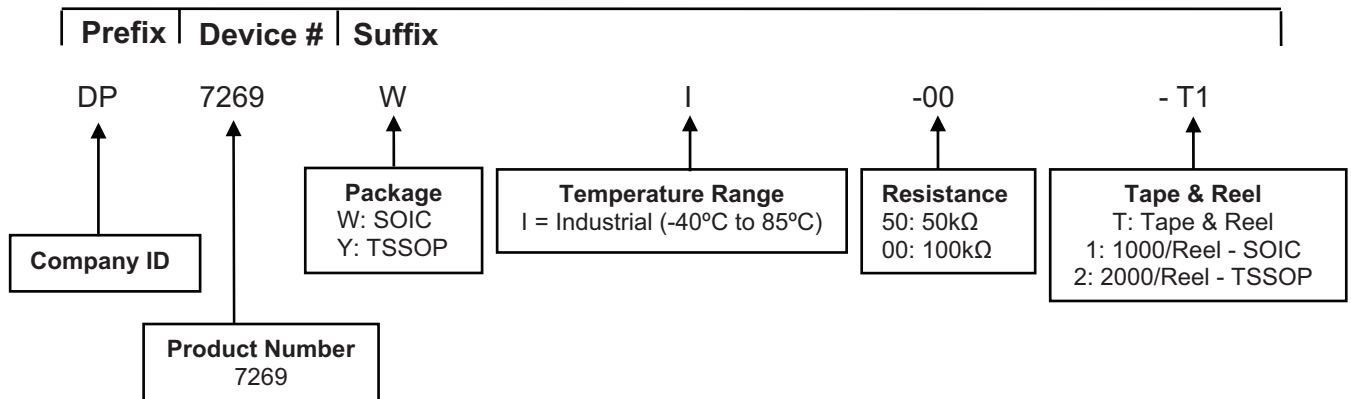 Prefix Device # Suffix
DP 7269 W I -00 - T1
Package
W: SOIC
Y: TSSOP
Temperature Range
I = Industrial (-40ºC to 85ºC)
Resistance
50: 50kΩ
00: 100kΩ
Tape & Reel
T: Tape & Reel
1: 1000/Reel - SOIC
2: 2000/Reel - TSSOP
Company ID
Product Number
7269